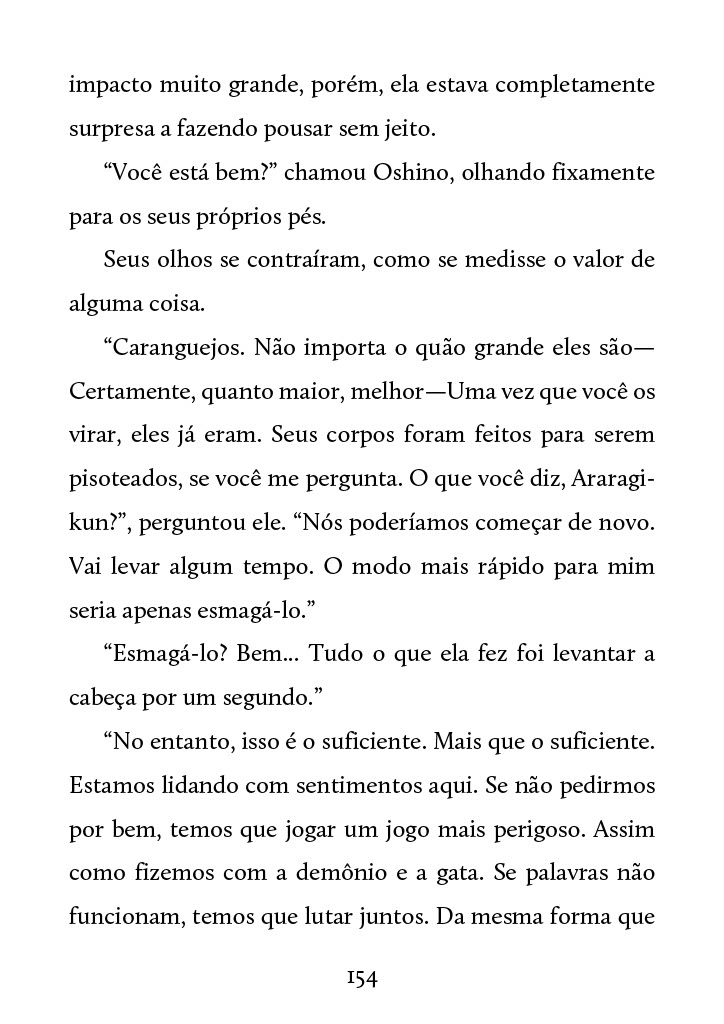 impacto muito grande, porém, ela estava completamente
surpresa a fazendo pousar sem jeito.
“Você está bem?” chamou Oshino, olhando fixamente
para os seus próprios pés.
Seus olhos se contraíram, como se medisse o valor de
alguma coisa.
“Caranguejos. Não importa o quão grande eles são—
Certamente, quanto maior, melhor—Uma vez que você os
virar, eles já eram. Seus corpos foram feitos para serem
pisoteados, se você me pergunta. O que você diz, Araragi-
kun?”, perguntou ele. “Nós poderíamos começar de novo.
Vai levar algum tempo. O modo mais rápido para mim
seria apenas esmagá-lo.”
“Esmagá-lo? Bem... Tudo o que ela fez foi levantar a
cabeça por um segundo.”
“No entanto, isso é o suficiente. Mais que o suficiente.
Estamos lidando com sentimentos aqui. Se não pedirmos
por bem, temos que jogar um jogo mais perigoso. Assim
como fizemos com a demônio e a gata. Se palavras não
funcionam, temos que lutar juntos. Da mesma forma que
154